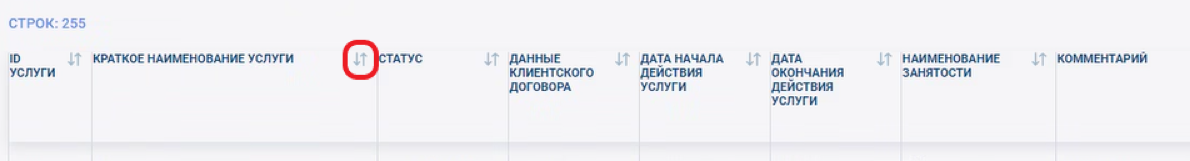 СТРОК: 255
ID УСЛУГИ
КРАТКОЕ НАИМЕНОВАНИЕ УСЛУГИ
СТАТУС
ДАННЫЕ
КЛИЕНТСКОГО
ДОГОВОРА
ДАТА НАЧАЛА
ДЕЙСТВИЯ
УСЛУГИ
ДАТА
ОКОНЧАНИЯ
ДЕЙСТВИЯ
УСЛУГИ
НАИМЕНОВАНИЕ
ЗАНЯТОСТИ
КОММЕНТАРИЙ